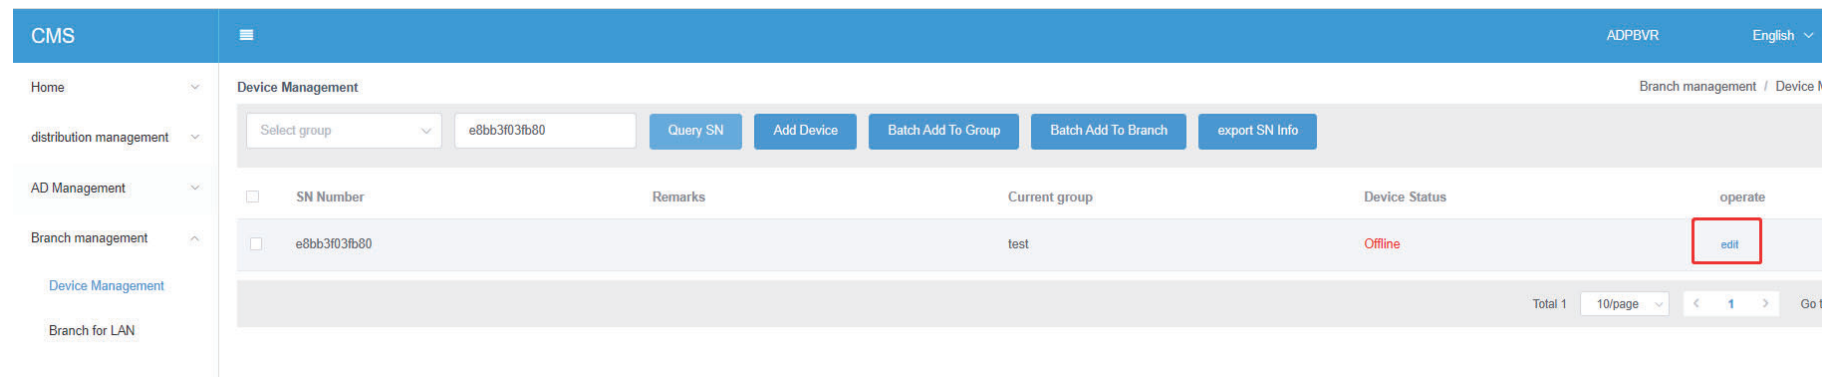 CMS ADPBVR English
Home Device Management Branch management / Device M
Select group e8bb3f03fb80 Query SN Add Device Batch Add To Group Batch Add To Branch export SN Info
distribution management
AD Management SN Number Remarks Current group Device Status operate
Branch management e8bb3f03fb80 test Offline edit
Device Management
Total 1 10/page < 1 > Go t
Branch for LAN